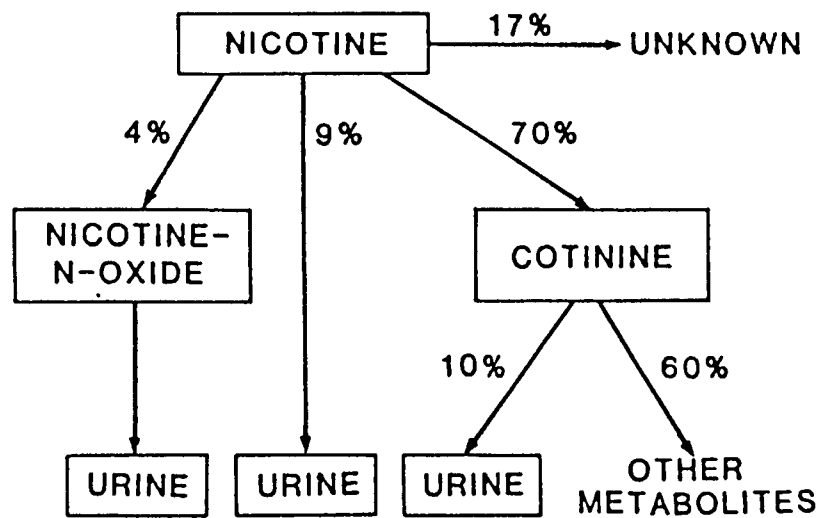 NICOTINE
17%
UNKNOWN
4%
9%
70%
NICOTINE-
N-OXIDE
COTININE
10%
60%
URINE
URINE
URINE
OTHER
METABOLITES